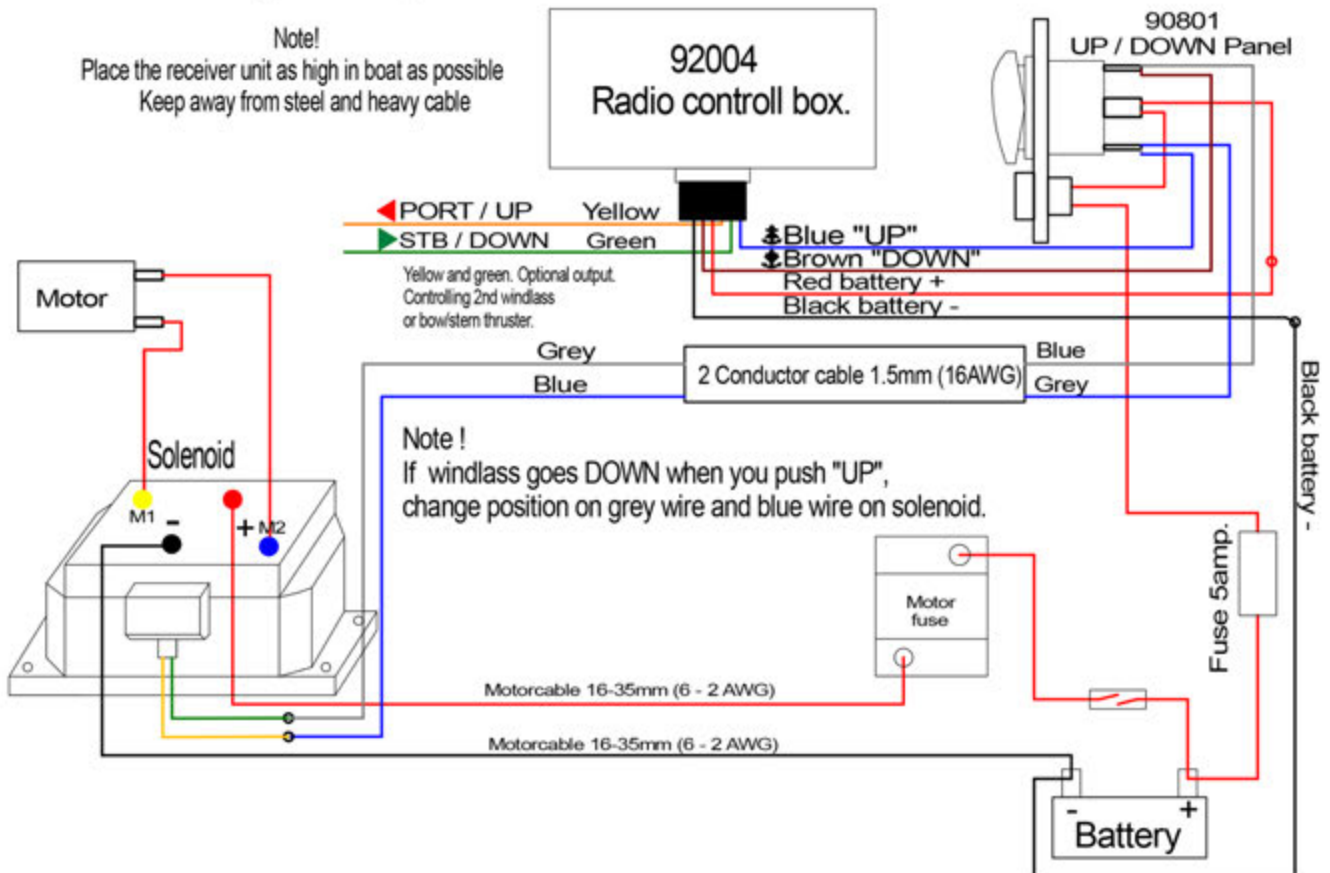 Note!
Place the receiver unit as high in boat as possible
Keep away from steel and heavy cable
92004
Radio controll box.
90801
UP / DOWN Panel
PORT / UP Yellow
STB / DOWN Green
Yellow and green. Optional output.
Controlling 2nd windlass
or bow/stern thruster.
Blue "UP"
Brown "DOWN"
Red battery +
Black battery -
Motor
Grey
Blue
2 Conductor cable 1.5mm (16AWG)
Blue
Grey
Black battery -
Note !
If windlass goes DOWN when you push "UP",
change position on grey wire and blue wire on solenoid.
Solenoid
M1
-
+
M2
Motor
fuse
Fuse 5amp.
Motorcable 16-35mm (6 - 2 AWG)
Motorcable 16-35mm (6 - 2 AWG)
- +
Battery